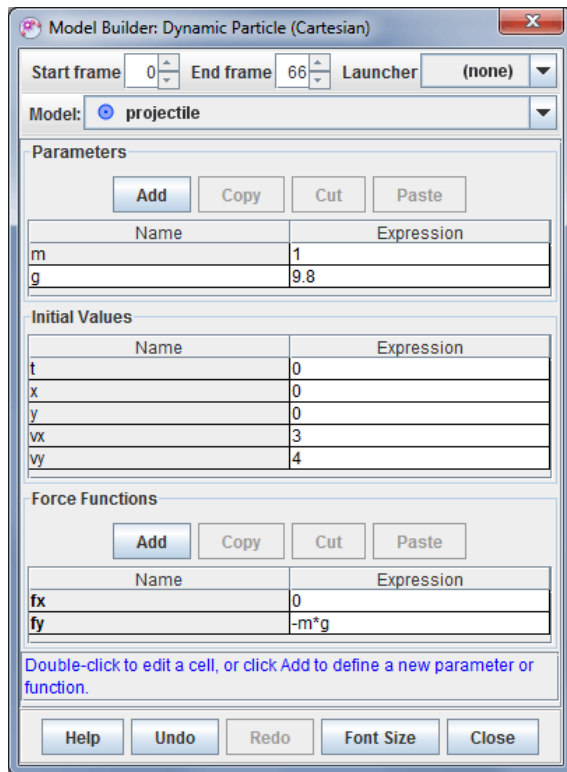 Model Builder: Dynamic Particle (Cartesian)
Start frame 0 End frame 66 Launcher (none)
Model: projectile
Parameters
Add Copy Cut Paste
Name Expression
m 1
g 9.8
Initial Values
Name Expression
t 0
x 0
y 0
vx 3
vy 4
Force Functions
Add Copy Cut Paste
Name Expression
fx 0
fy -m*g
Double-click to edit a cell, or click Add to define a new parameter or
function.
Help Undo Redo Font Size Close